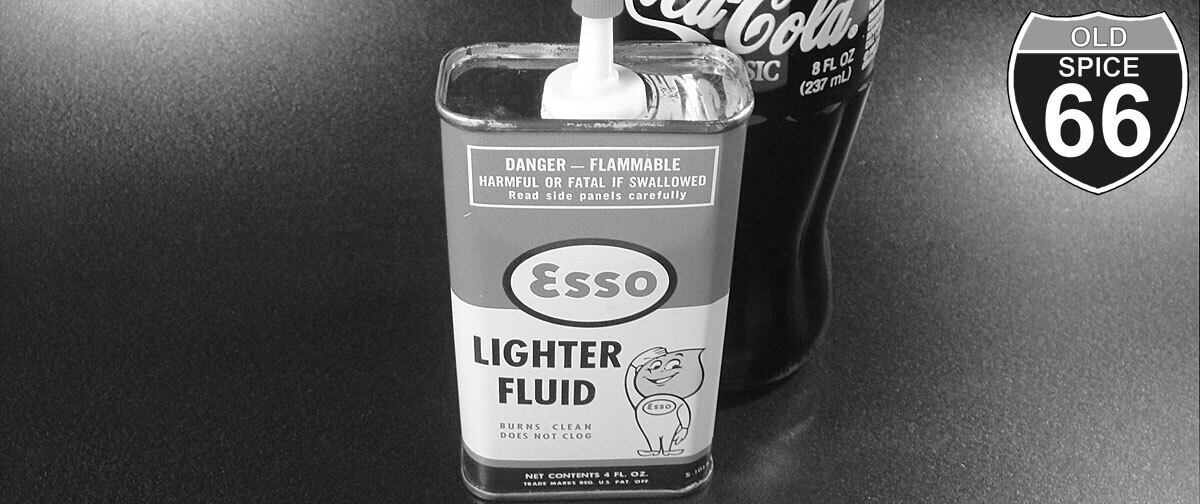 Coca-Cola
8 FL OZ
(237 mL)
OLD
SPICE
66
DANGER — FLAMMABLE
HARMFUL OR FATAL IF SWALLOWED
Read side panels carefully
Esso
LIGHTER
FLUID
Esso
BURNS CLEAN
DOES NOT CLOG
NET CONTENTS 4 FL. OZ.
TRADE MARKS REG. U.S. PAT. OFF.